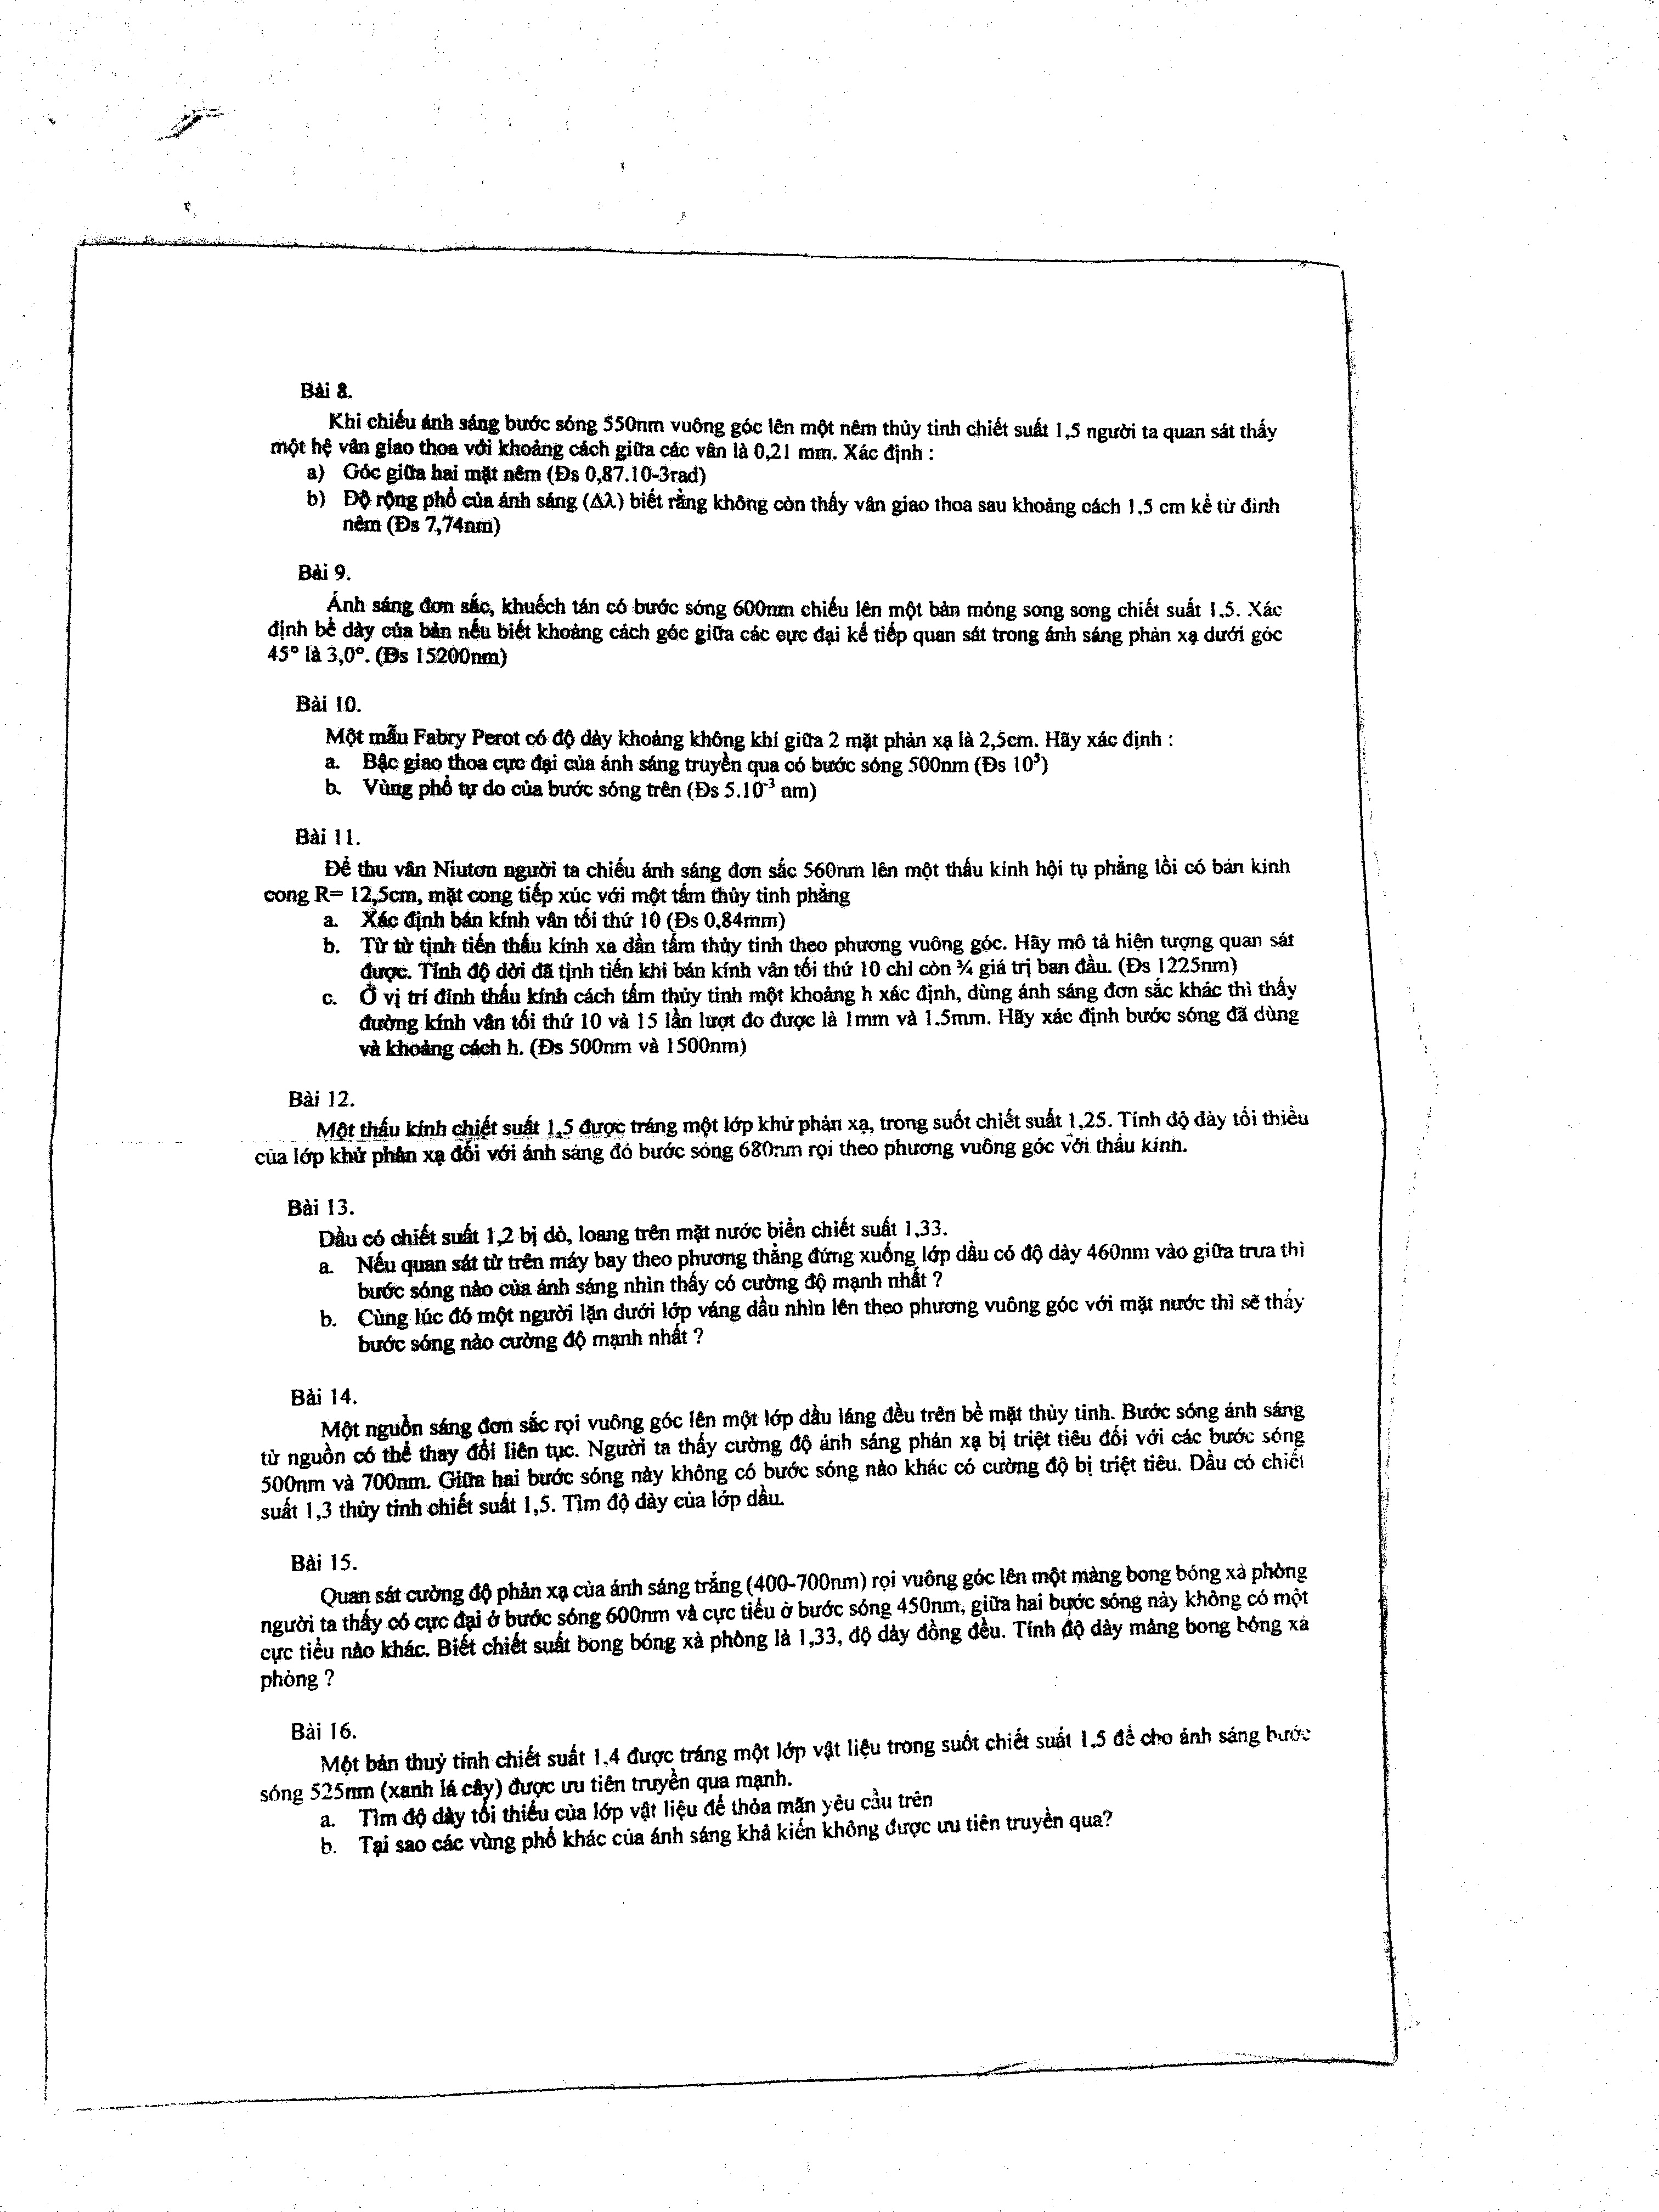 Bài 8.
Khi chiếu ánh sáng bước sóng 550nm vuông góc lên một nêm thủy tinh chiết suất 1,5 người ta quan sát thấy
một hệ vân giao thoa với khoảng cách giữa các vân là 0,21 mm. Xác định :
a) Góc giữa hai mặt nêm (Đs 0,87.10-3rad)
b) Độ rộng phổ của ánh sáng (Δλ) biết rằng không còn thấy vân giao thoa sau khoảng cách 1,5 cm kể từ đỉnh
nêm (Đs 7,74nm)
Bài 9.
Ánh sáng đơn sắc, khuếch tán có bước sóng 600nm chiếu lên một bản mỏng song song chiết suất 1,5. Xác
định bề dày của bản nếu biết khoảng cách góc giữa các cực đại kế tiếp quan sát trong ánh sáng phản xạ dưới góc
45° là 3,0°. (Đs 15200nm)
Bài 10.
Một mẫu Fabry Perot có độ dày khoảng không khí giữa 2 mặt phản xạ là 2,5cm. Hãy xác định :
a. Bậc giao thoa cực đại của ánh sáng truyền qua có bước sóng 500nm (Đs 10⁵)
b. Vùng phổ tự do của bước sóng trên (Đs 5.10⁻³ nm)
Bài 11.
Để thu vân Niutơn người ta chiếu ánh sáng đơn sắc 560nm lên một thấu kính hội tụ phẳng lồi có bán kính
cong R= 12,5cm, mặt cong tiếp xúc với một tấm thủy tinh phẳng
a. Xác định bán kính vân tối thứ 10 (Đs 0,84mm)
b. Từ từ tịnh tiến thấu kính xa dần tấm thủy tinh theo phương vuông góc. Hãy mô tả hiện tượng quan sát
được. Tính độ dời đã tịnh tiến khi bán kính vân tối thứ 10 chỉ còn ¾ giá trị ban đầu. (Đs 1225nm)
c. Ở vị trí đỉnh thấu kính cách tấm thủy tinh một khoảng h xác định, dùng ánh sáng đơn sắc khác thì thấy
đường kính vân tối thứ 10 và 15 lần lượt đo được là 1mm và 1.5mm. Hãy xác định bước sóng đã dùng
và khoảng cách h. (Đs 500nm và 1500nm)
Bài 12.
Một thấu kính chiết suất 1,5 được tráng một lớp khử phản xạ, trong suốt chiết suất 1,25. Tính độ dày tối thiểu
của lớp khử phản xạ đối với ánh sáng đỏ bước sóng 680nm rọi theo phương vuông góc với thấu kính.
Bài 13.
Dầu có chiết suất 1,2 bị dò, loang trên mặt nước biển chiết suất 1,33.
a. Nếu quan sát từ trên máy bay theo phương thẳng đứng xuống lớp dầu có độ dày 460nm vào giữa trưa thì
bước sóng nào của ánh sáng nhìn thấy có cường độ mạnh nhất ?
b. Cùng lúc đó một người lặn dưới lớp váng dầu nhìn lên theo phương vuông góc với mặt nước thì sẽ thấy
bước sóng nào cường độ mạnh nhất ?
Bài 14.
Một nguồn sáng đơn sắc rọi vuông góc lên một lớp dầu láng đều trên bề mặt thủy tinh. Bước sóng ánh sáng
từ nguồn có thể thay đổi liên tục. Người ta thấy cường độ ánh sáng phản xạ bị triệt tiêu đối với các bước sóng
500nm và 700nm. Giữa hai bước sóng này không có bước sóng nào khác có cường độ bị triệt tiêu. Dầu có chiết
suất 1,3 thủy tinh chiết suất 1,5. Tìm độ dày của lớp dầu.
Bài 15.
Quan sát cường độ phản xạ của ánh sáng trắng (400-700nm) rọi vuông góc lên một màng bong bóng xà phòng
người ta thấy có cực đại ở bước sóng 600nm và cực tiểu ở bước sóng 450nm, giữa hai bước sóng này không có một
cực tiểu nào khác. Biết chiết suất bong bóng xà phòng là 1,33, độ dày đồng đều. Tính độ dày màng bong bóng xà
phòng ?
Bài 16.
Một bản thuỷ tinh chiết suất 1.4 được tráng một lớp vật liệu trong suốt chiết suất 1.5 để cho ánh sáng bước
sóng 525nm (xanh lá cây) được ưu tiên truyền qua mạnh.
a. Tìm độ dày tối thiểu của lớp vật liệu để thỏa mãn yêu cầu trên
b. Tại sao các vùng phổ khác của ánh sáng khả kiến không được ưu tiên truyền qua?